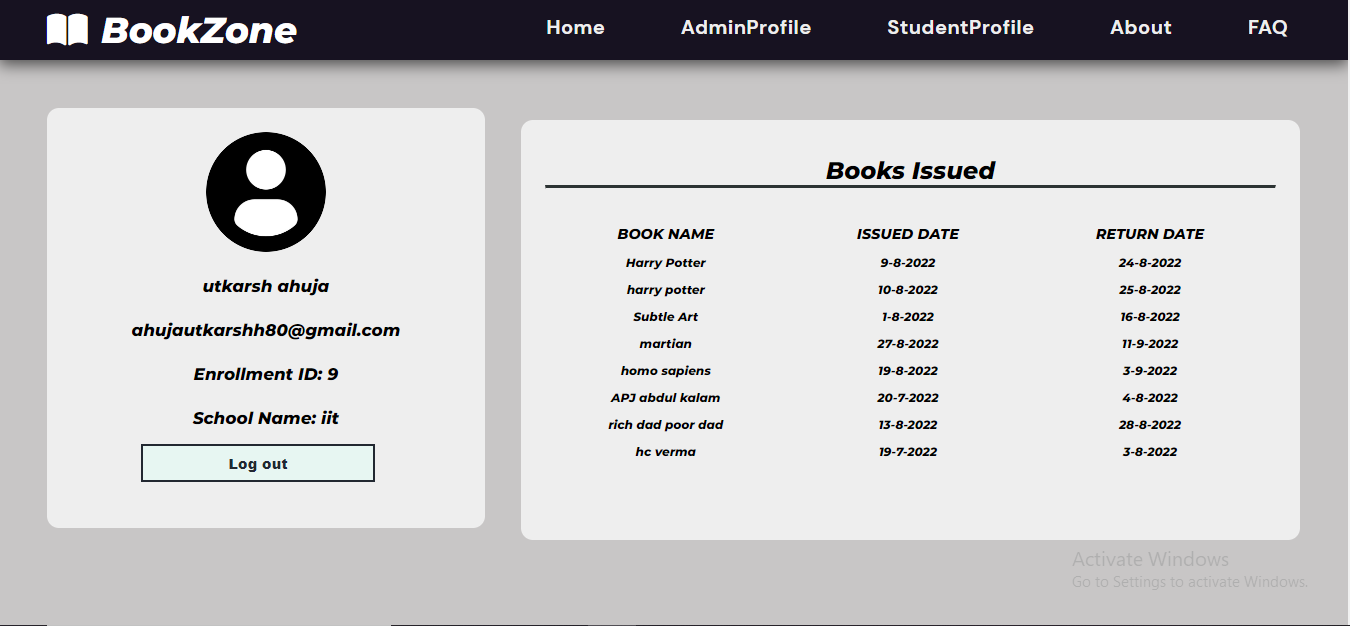 BookZone Home AdminProfile StudentProfile About FAQ
utkarsh ahuja
ahujautkarshh80@gmail.com
Enrollment ID: 9
School Name: iit
Log out
Books Issued
BOOK NAME ISSUED DATE RETURN DATE
Harry Potter 9-8-2022 24-8-2022
harry potter 10-8-2022 25-8-2022
Subtle Art 1-8-2022 16-8-2022
martian 27-8-2022 11-9-2022
homo sapiens 19-8-2022 3-9-2022
APJ abdul kalam 20-7-2022 4-8-2022
rich dad poor dad 13-8-2022 28-8-2022
hc verma 19-7-2022 3-8-2022
Activate Windows
Go to Settings to activate Windows.